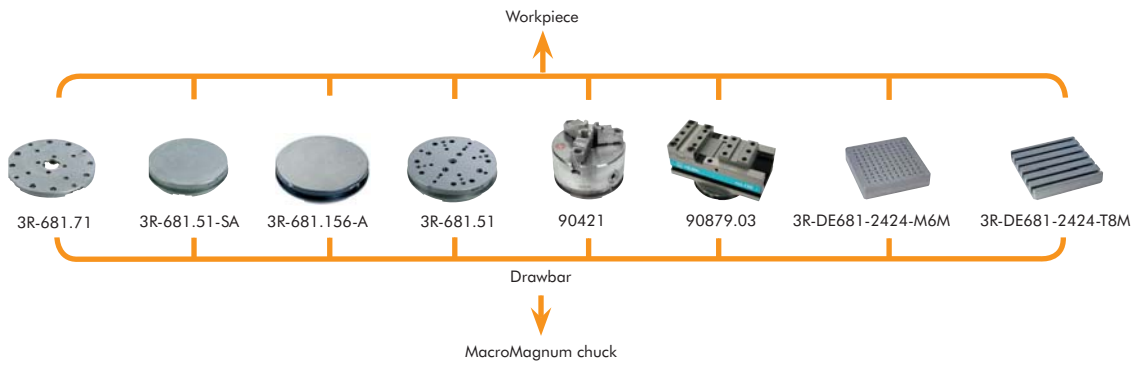 Workpiece
3R-681.71
3R-681.51-SA
3R-681.156-A
3R-681.51
90421
90879.03
3R-DE681-2424-M6M
3R-DE681-2424-T8M
Drawbar
MacroMagnum chuck